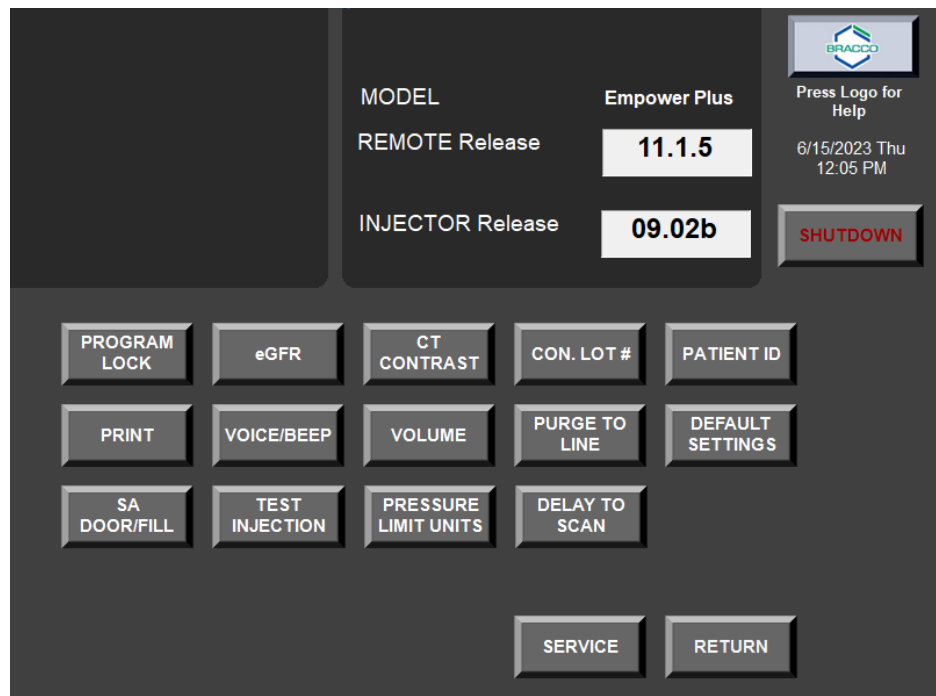 BRACCO
Press Logo for
Help
MODEL Empower Plus
REMOTE Release 11.1.5
6/15/2023 Thu
12:05 PM
INJECTOR Release 09.02b
SHUTDOWN
PROGRAM
LOCK
eGFR
CT
CONTRAST
CON. LOT #
PATIENT ID
PRINT
VOICE/BEEP
VOLUME
PURGE TO
LINE
DEFAULT
SETTINGS
SA
DOOR/FILL
TEST
INJECTION
PRESSURE
LIMIT UNITS
DELAY TO
SCAN
SERVICE
RETURN